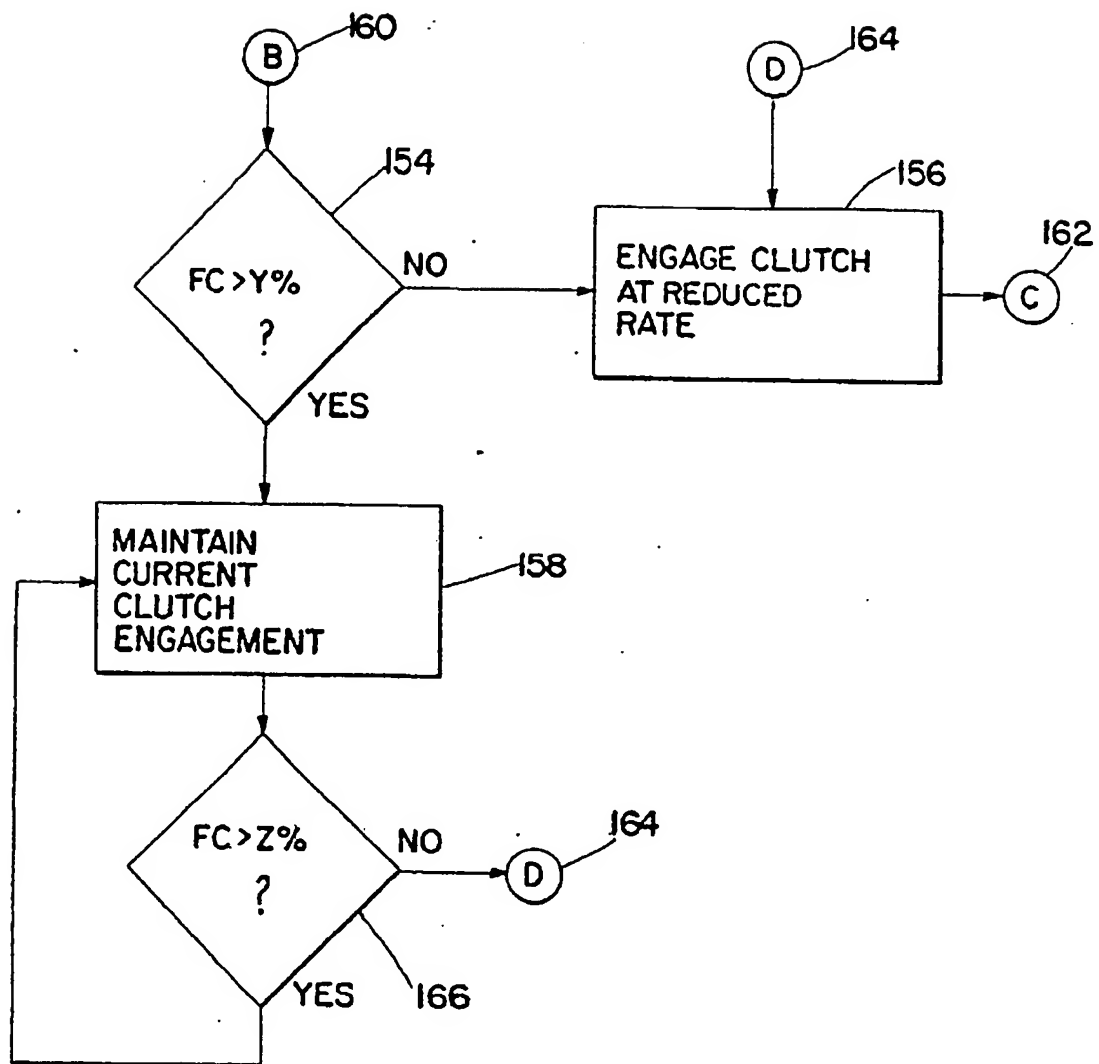 B
160
D
164
154
156
162
FC>Y%
?
NO
ENGAGE CLUTCH
AT REDUCED
RATE
C
YES
MAINTAIN
CURRENT
CLUTCH
ENGAGEMENT
158
FC>Z%
?
NO
D
164
YES
166